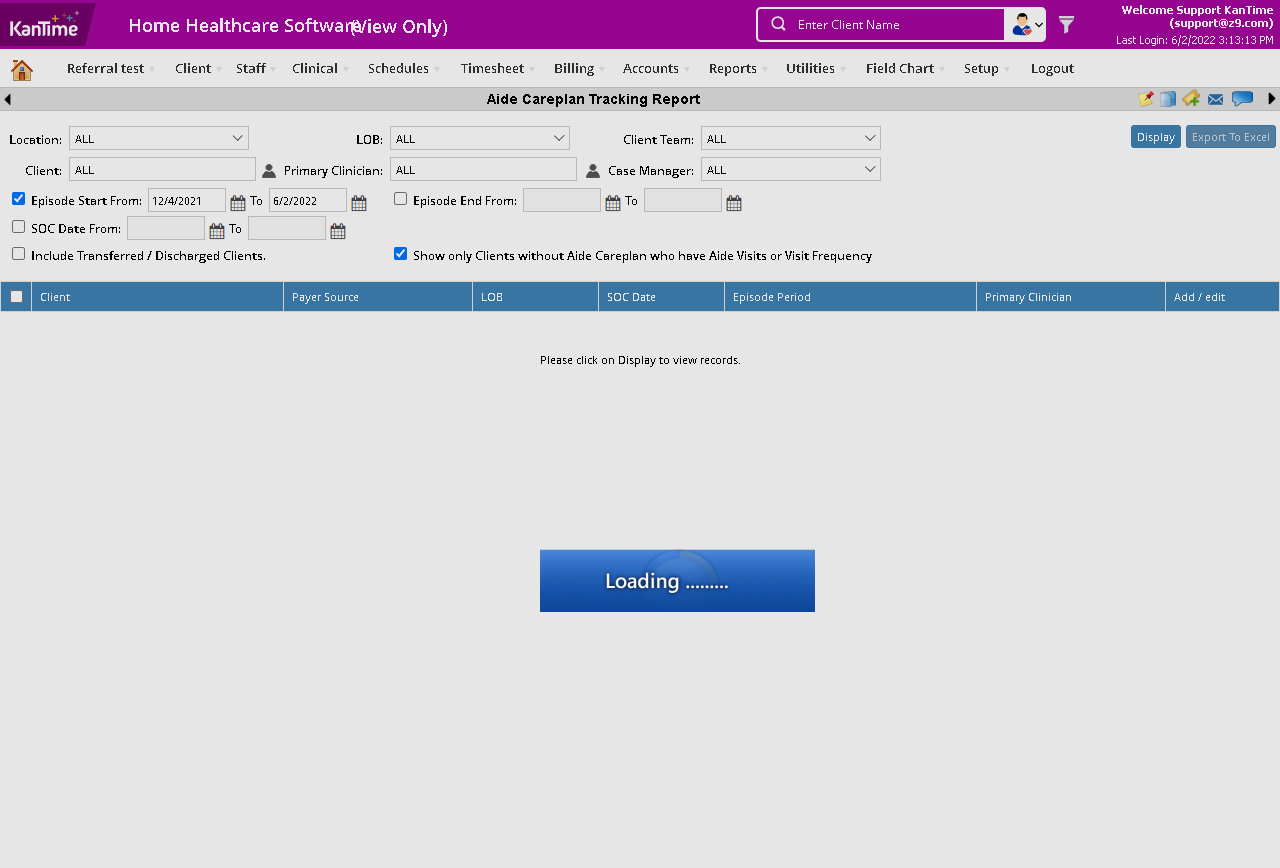 KanTime
Home Healthcare Software (View Only)
Enter Client Name
Welcome Support KanTime
(support@z9.com)
Last Login: 6/2/2022 3:13:13 PM
Referral test Client Staff Clinical Schedules Timesheet Billing Accounts Reports Utilities Field Chart Setup Logout
Aide Careplan Tracking Report
Location: ALL LOB: ALL Client Team: ALL Display Export To Excel
Client: ALL Primary Clinician: ALL Case Manager: ALL
Episode Start From: 12/4/2021 To 6/2/2022 Episode End From: To
SOC Date From: To
Include Transferred / Discharged Clients. Show only Clients without Aide Careplan who have Aide Visits or Visit Frequency
Client Payer Source LOB SOC Date Episode Period Primary Clinician Add / edit
Please click on Display to view records.
Loading .........